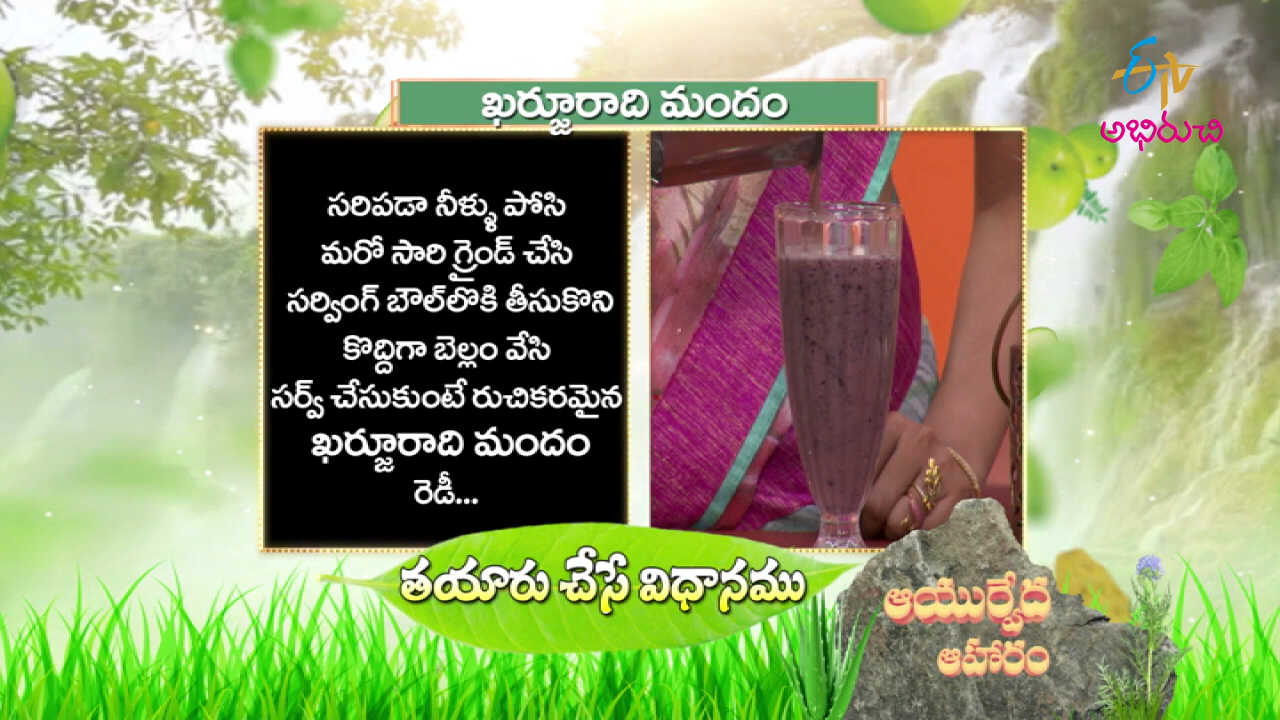 ఖర్జూరాది మందం
ETV
అభిరుచి
సరిపడా నీళ్ళు పోసి
మరో సారి గ్రైండ్ చేసి
సర్వింగ్ బౌల్‌లొకి తీసుకొని
కొద్దిగా బెల్లం వేసి
సర్వ్ చేసుకుంటే రుచికరమైన
ఖర్జూరాది మందం
రెడీ...
తయారు చేసే విధానము
ఆయుర్వేద
ఆహారం